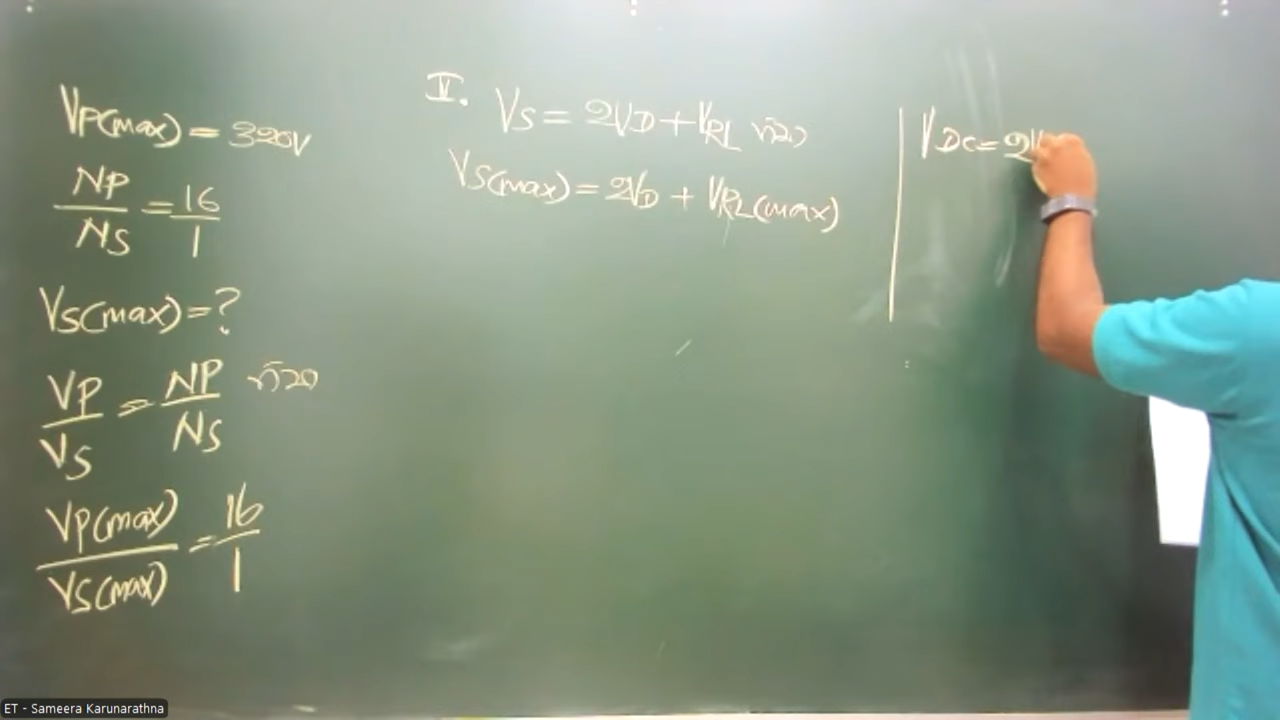 VP(max) = 320V
NP/NS = 16/1
VS(max) = ?
VP/VS = NP/NS නිසා
VP(max)/VS(max) = 16/1
V. VS = 2VD + VRL නිසා
VS(max) = 2VD + VRL(max)
VDC = 2V
ET - Sameera Karunarathna